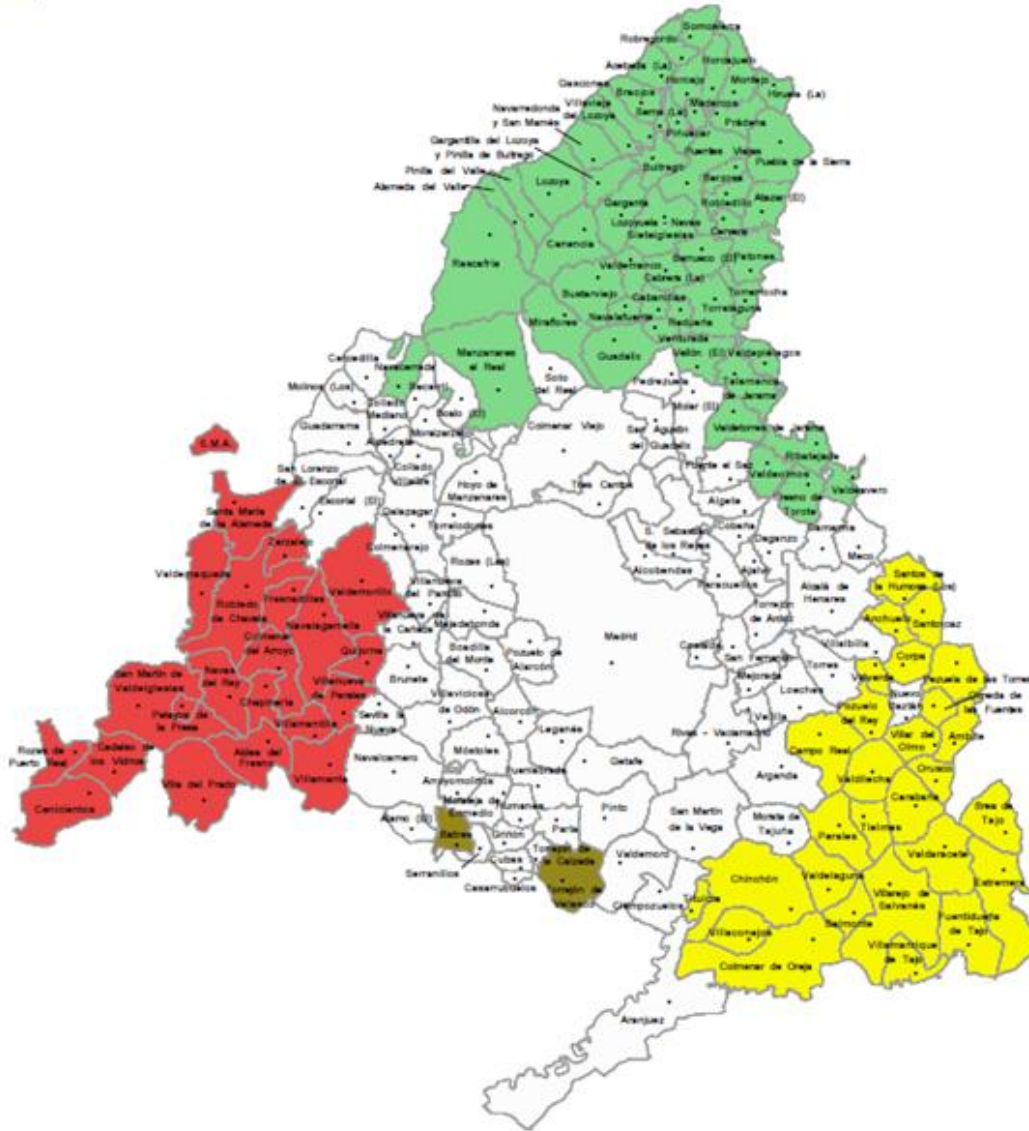 Somosierra
Robregordo
Acebeda (La)
Horcajuelo
Horcajo
Montejo
Hiruela (La)
Gascones
Braojos
Madarcos
Prádena
Navarredonda
y San Mamés
Villavieja
de Lozoya
Serna (La)
Piñuécar
Puentes Viejas
Puebla de la Sierra
Gargantilla del Lozoya
y Pinilla de Buitrago
Buitrago
Berzosa
Pinilla del Valle
Alameda del Valle
Lozoya
Robledillo
Atazar (El)
Garganta
Lozoyuela - Navas
Sieteiglesias
Cervera
Canencia
Rascafría
Valdemanco
Berrueco (El)
Patones
Cabrera (La)
Bustarviejo
Cabanillas
Torremocha
Torrelaguna
Miraflores
Navalafuente
Redueña
Venturada
Guadalix
Vellón (El)
Valdepiélagos
Cercedilla
Navacerrada
Manzanares
el Real
Soto
del Real
Pedrezuela
Talamanca
de Jarama
Molinos (Los)
Becerril
Collado
Mediano
Boalo (El)
Molar (El)
Guadarrama
Moralzarzal
Colmenar Viejo
San Agustín
del Guadalix
Valdetorres de Jarama
Alpedrete
S.M.A.
Collado
Villalba
Ribatejada
San Lorenzo
de El Escorial
Hoyo de
Manzanares
Fuente el Saz
Valdeolmos
Valdeavero
Escorial (El)
Tres Cantos
Algete
Fresno de
Torote
Santa María
de la Alameda
Galapagar
Torrelodones
Cobeña
Camarma
Zarzalejo
Colmenarejo
S. Sebastián
de los Reyes
Daganzo
Meco
Valdemaqueda
Rozas (Las)
Alcobendas
Ajalvir
Santos de
la Humosa (Los)
Robledo
de Chavela
Fresnedillas
Valdemorillo
Villanueva
del Pardillo
Paracuellos
Alcalá de
Henares
Navalagamella
Villanueva de
la Cañada
Majadahonda
Torrejón
de Ardoz
Anchuelo
Santorcaz
Colmenar
del Arroyo
Madrid
Quijorna
Boadilla
del Monte
Pozuelo de
Alarcón
Coslada
San Fernando
Villalbilla
Corpa
San Martín de
Valdeiglesias
Navas
del Rey
Villanueva
de Perales
Brunete
Mejorada
Torres
Valverde
Pezuela de las Torres
Chapinería
Villaviciosa
de Odón
Loeches
Nuevo
Baztán
Olmeda de
las Fuentes
Pelayos de
la Presa
Villamantilla
Sevilla la
Nueva
Alcorcón
Velilla
Pozuelo
del Rey
Rozas de
Puerto Real
Cadalso de
los Vidrios
Aldea del
Fresno
Móstoles
Leganés
Rivas - Vaciamadrid
Villar del
Olmo
Ambite
Navalcarnero
Getafe
Campo Real
Cenicientos
Villa del Prado
Villamanta
Arroyomolinos
Fuenlabrada
Arganda
Valdilecha
Orusco
Moraleja de
Enmedio
Humanes
Pinto
San Martín
de la Vega
Carabaña
Álamo (El)
Batres
Griñón
Parla
Morata de
Tajuña
Perales
Tielmes
Brea de
Tajo
Serranillos
Cubas
Torrejón de
la Calzada
Valdemoro
Valdaracete
Casarrubuelos
Torrejón de
Velasco
Chinchón
Valdelaguna
Estremera
Ciempozuelos
Titulcia
Villarejo de
Salvanés
Villaconejos
Belmonte
Fuentidueña
de Tajo
Colmenar de Oreja
Villamanrique
de Tajo
Aranjuez